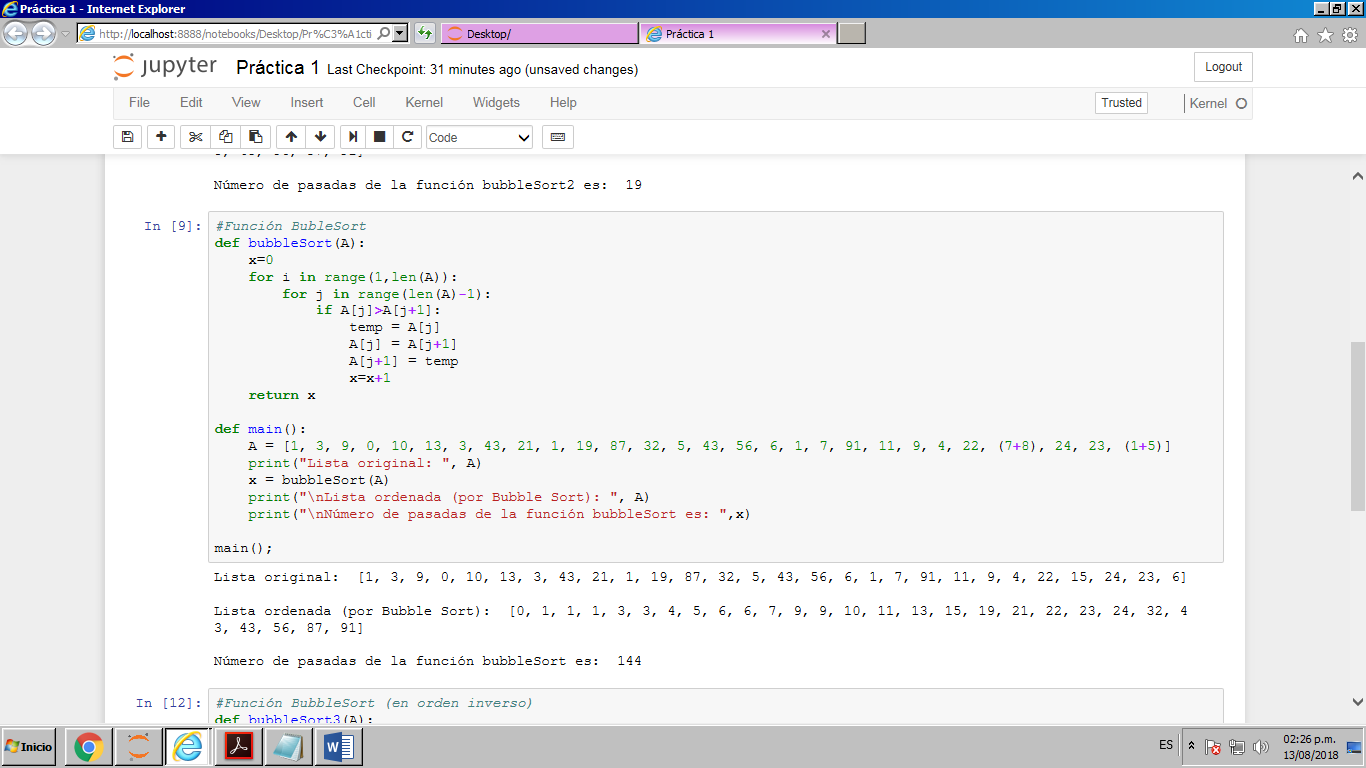 Práctica 1 - Internet Explorer
http://localhost:8888/notebooks/Desktop/Pr%C3%A1cti
Desktop/
Práctica 1
jupyter Práctica 1 Last Checkpoint: 31 minutes ago (unsaved changes)
Logout
File Edit View Insert Cell Kernel Widgets Help
Trusted
Kernel
Code
Número de pasadas de la función bubbleSort2 es:  19
In [9]:
#Función BubleSort
def bubbleSort(A):
    x=0
    for i in range(1,len(A)):
        for j in range(len(A)-1):
            if A[j]>A[j+1]:
                temp = A[j]
                A[j] = A[j+1]
                A[j+1] = temp
                x=x+1
    return x
def main():
    A = [1, 3, 9, 0, 10, 13, 3, 43, 21, 1, 19, 87, 32, 5, 43, 56, 6, 1, 7, 91, 11, 9, 4, 22, (7+8), 24, 23, (1+5)]
    print("Lista original: ", A)
    x = bubbleSort(A)
    print("\nLista ordenada (por Bubble Sort): ", A)
    print("\nNúmero de pasadas de la función bubbleSort es: ",x)
main();
Lista original:  [1, 3, 9, 0, 10, 13, 3, 43, 21, 1, 19, 87, 32, 5, 43, 56, 6, 1, 7, 91, 11, 9, 4, 22, 15, 24, 23, 6]
Lista ordenada (por Bubble Sort):  [0, 1, 1, 1, 3, 3, 4, 5, 6, 6, 7, 9, 9, 10, 11, 13, 15, 19, 21, 22, 23, 24, 32, 4
3, 43, 56, 87, 91]
Número de pasadas de la función bubbleSort es:  144
In [12]:
#Función BubbleSort (en orden inverso)
def bubbleSort3(A):
Inicio
ES
02:26 p.m.
13/08/2018